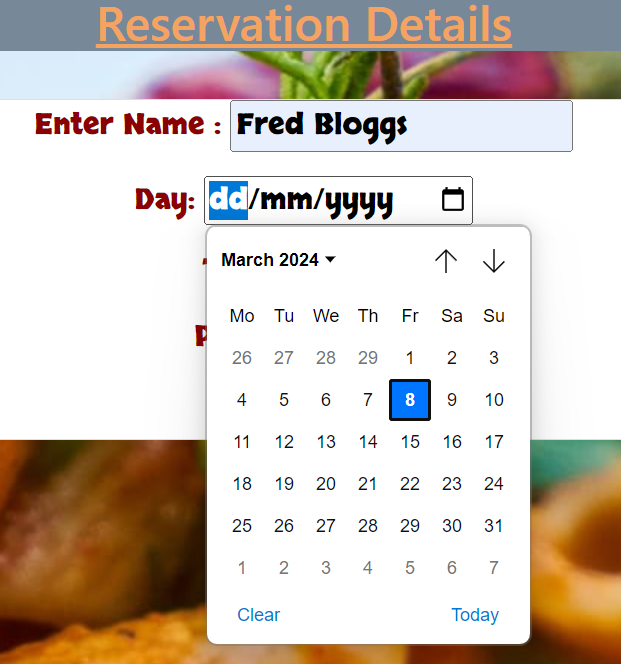 Reservation Details
Enter Name : Fred Bloggs
Day: dd/mm/yyyy
March 2024
Mo Tu We Th Fr Sa Su
26 27 28 29 1 2 3
4 5 6 7 8 9 10
11 12 13 14 15 16 17
18 19 20 21 22 23 24
25 26 27 28 29 30 31
1 2 3 4 5 6 7
Clear Today